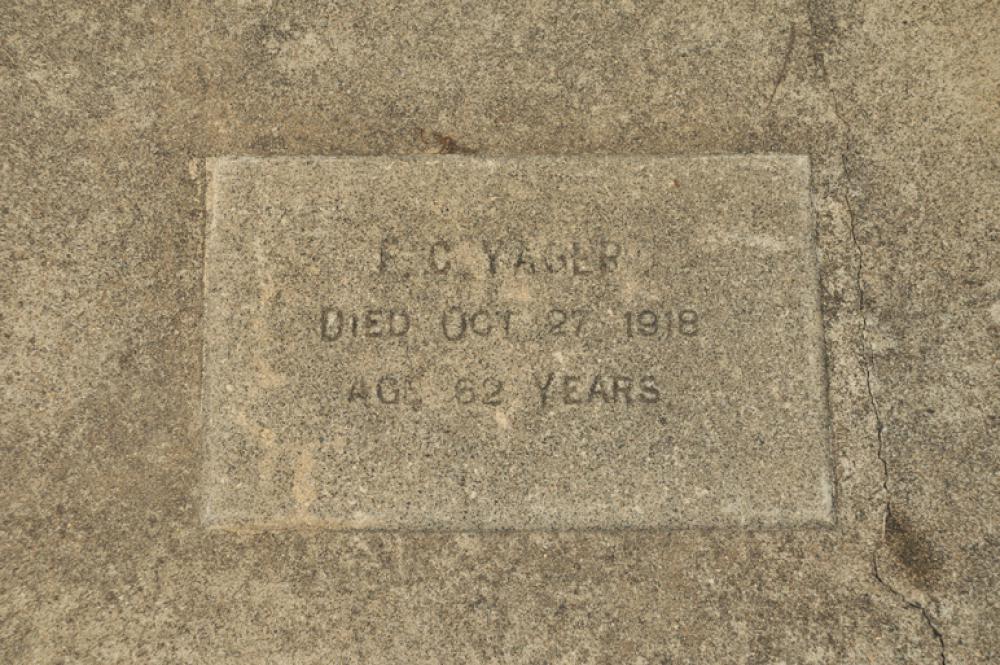 F. C. YAGER
DIED OCT 27 1918
AGE 62 YEARS